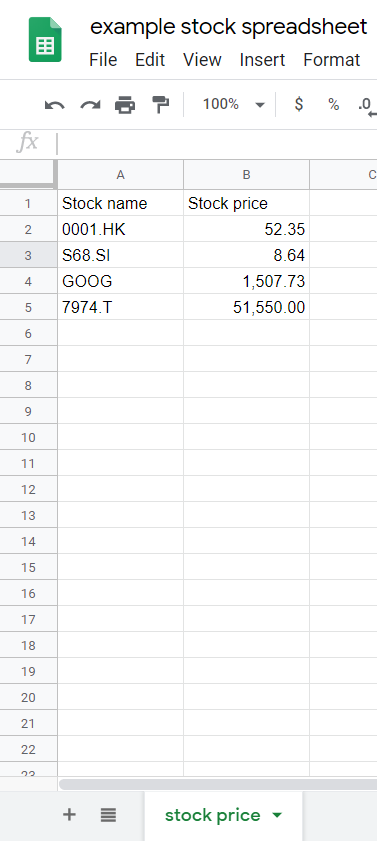 example stock spreadsheet
File Edit View Insert Format
100% $ % .0
fx
A B C
1 Stock name Stock price
2 0001.HK 52.35
3 S68.SI 8.64
4 GOOG 1,507.73
5 7974.T 51,550.00
6
7
8
9
10
11
12
13
14
15
16
17
18
19
20
21
22
23
+ stock price